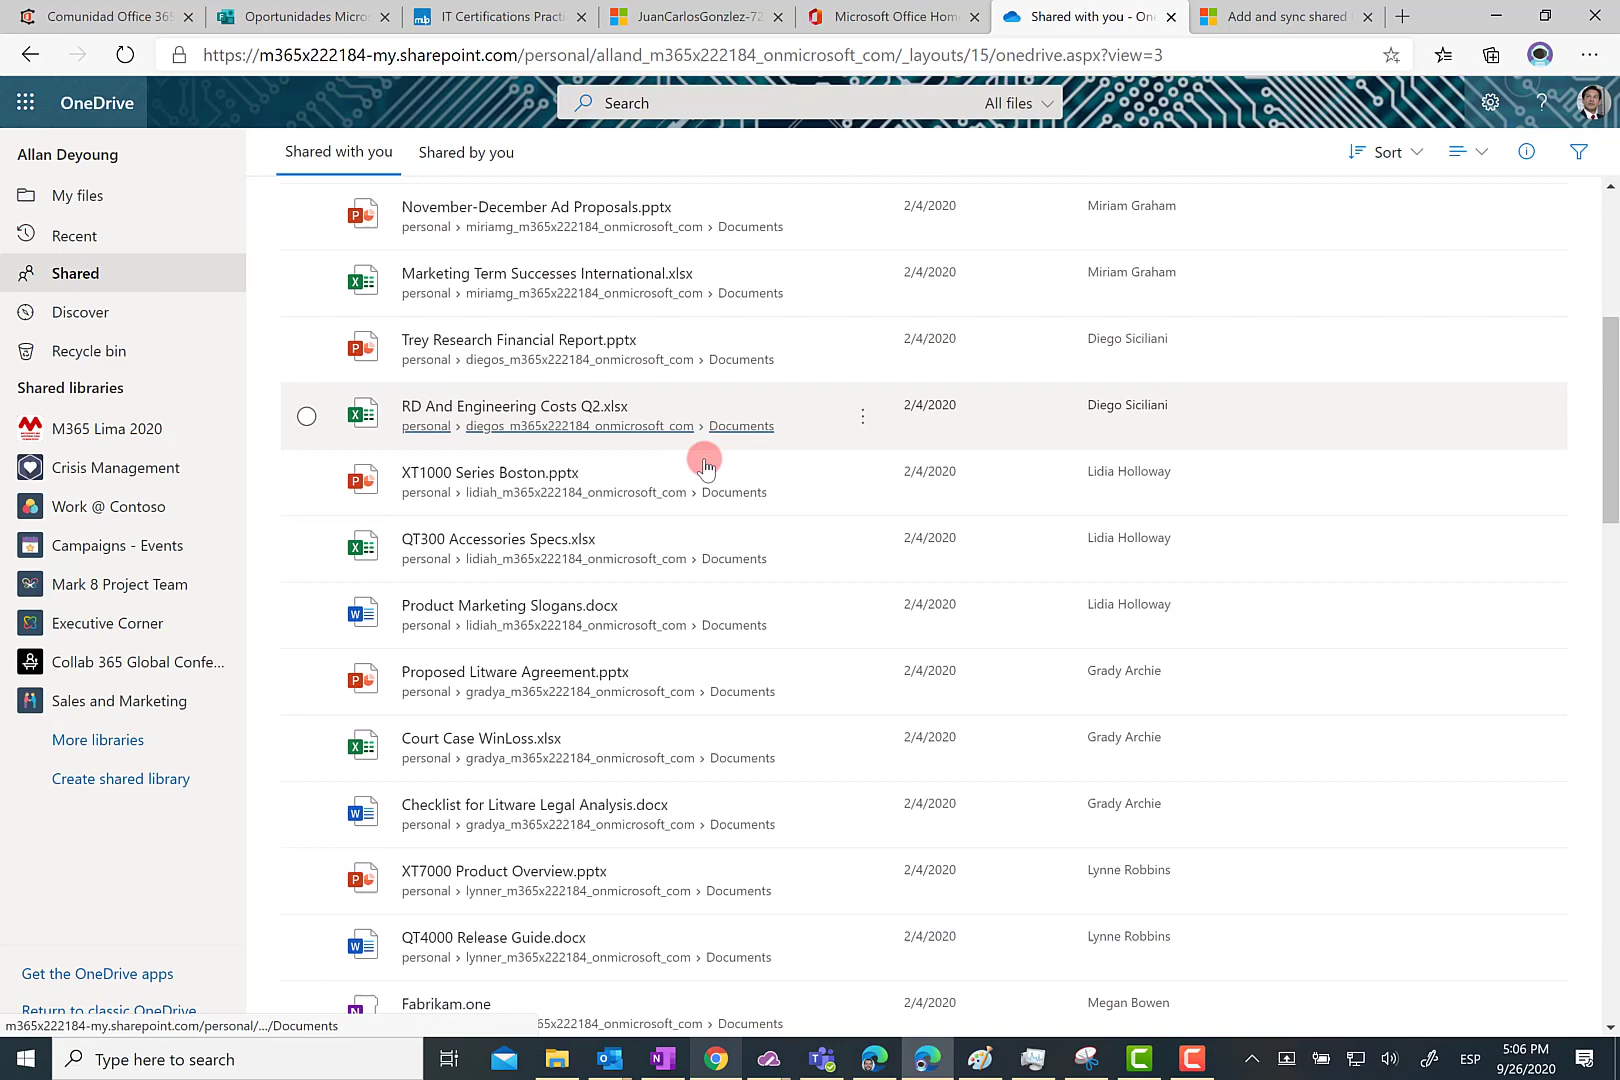 Comunidad Office 365
Oportunidades Micros
IT Certifications Practi
JuanCarlosGonzlez-72
Microsoft Office Hom
Shared with you - On
Add and sync shared
https://m365x222184-my.sharepoint.com/personal/alland_m365x222184_onmicrosoft_com/_layouts/15/onedrive.aspx?view=3
OneDrive
Search
All files
Allan Deyoung
My files
Recent
Shared
Discover
Recycle bin
Shared libraries
M365 Lima 2020
Crisis Management
Work @ Contoso
Campaigns - Events
Mark 8 Project Team
Executive Corner
Collab 365 Global Confe...
Sales and Marketing
More libraries
Create shared library
Get the OneDrive apps
Return to classic OneDrive
Shared with you
Shared by you
Sort
November-December Ad Proposals.pptx 2/4/2020 Miriam Graham
personal > miriamg_m365x222184_onmicrosoft_com > Documents
Marketing Term Successes International.xlsx 2/4/2020 Miriam Graham
personal > miriamg_m365x222184_onmicrosoft_com > Documents
Trey Research Financial Report.pptx 2/4/2020 Diego Siciliani
personal > diegos_m365x222184_onmicrosoft_com > Documents
RD And Engineering Costs Q2.xlsx 2/4/2020 Diego Siciliani
personal > diegos_m365x222184_onmicrosoft_com > Documents
XT1000 Series Boston.pptx 2/4/2020 Lidia Holloway
personal > lidiah_m365x222184_onmicrosoft_com > Documents
QT300 Accessories Specs.xlsx 2/4/2020 Lidia Holloway
personal > lidiah_m365x222184_onmicrosoft_com > Documents
Product Marketing Slogans.docx 2/4/2020 Lidia Holloway
personal > lidiah_m365x222184_onmicrosoft_com > Documents
Proposed Litware Agreement.pptx 2/4/2020 Grady Archie
personal > gradya_m365x222184_onmicrosoft_com > Documents
Court Case WinLoss.xlsx 2/4/2020 Grady Archie
personal > gradya_m365x222184_onmicrosoft_com > Documents
Checklist for Litware Legal Analysis.docx 2/4/2020 Grady Archie
personal > gradya_m365x222184_onmicrosoft_com > Documents
XT7000 Product Overview.pptx 2/4/2020 Lynne Robbins
personal > lynner_m365x222184_onmicrosoft_com > Documents
QT4000 Release Guide.docx 2/4/2020 Lynne Robbins
personal > lynner_m365x222184_onmicrosoft_com > Documents
Fabrikam.one 2/4/2020 Megan Bowen
65x222184_onmicrosoft_com > Documents
m365x222184-my.sharepoint.com/personal/.../Documents
Type here to search
ESP
5:06 PM
9/26/2020